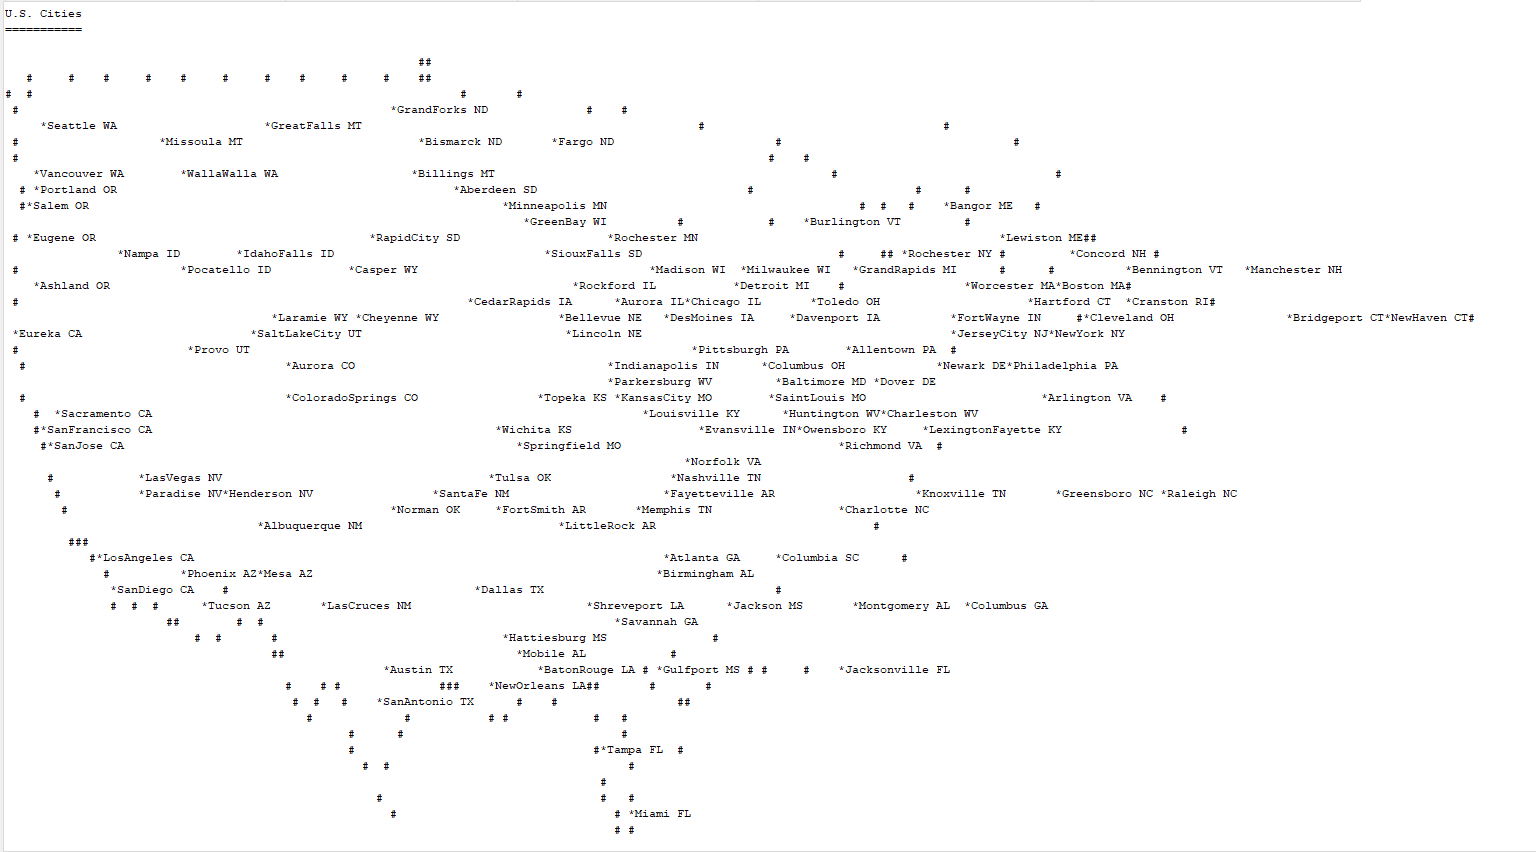 U.S. Cities
===========
##
# # # # # # # # # # ##
# # # #
# *GrandForks ND # #
*Seattle WA *GreatFalls MT # #
# *Missoula MT *Bismarck ND *Fargo ND # #
# # #
*Vancouver WA *WallaWalla WA *Billings MT # #
# *Portland OR *Aberdeen SD # # #
#*Salem OR *Minneapolis MN # # # *Bangor ME #
*GreenBay WI # # *Burlington VT #
# *Eugene OR *RapidCity SD *Rochester MN *Lewiston ME##
*Nampa ID *IdahoFalls ID *SiouxFalls SD # ## *Rochester NY # *Concord NH #
# *Pocatello ID *Casper WY *Madison WI *Milwaukee WI *GrandRapids MI # # *Bennington VT *Manchester NH
*Ashland OR *Rockford IL *Detroit MI # *Worcester MA*Boston MA#
# *CedarRapids IA *Aurora IL*Chicago IL *Toledo OH *Hartford CT *Cranston RI#
*Laramie WY *Cheyenne WY *Bellevue NE *DesMoines IA *Davenport IA *FortWayne IN #*Cleveland OH *Bridgeport CT*NewHaven CT#
*Eureka CA *SaltLakeCity UT *Lincoln NE *JerseyCity NJ*NewYork NY
# *Provo UT *Pittsburgh PA *Allentown PA #
# *Aurora CO *Indianapolis IN *Columbus OH *Newark DE*Philadelphia PA
*Parkersburg WV *Baltimore MD *Dover DE
# *ColoradoSprings CO *Topeka KS *KansasCity MO *SaintLouis MO *Arlington VA #
# *Sacramento CA *Louisville KY *Huntington WV*Charleston WV
#*SanFrancisco CA *Wichita KS *Evansville IN*Owensboro KY *LexingtonFayette KY #
#*SanJose CA *Springfield MO *Richmond VA #
*Norfolk VA
# *LasVegas NV *Tulsa OK *Nashville TN #
# *Paradise NV*Henderson NV *SantaFe NM *Fayetteville AR *Knoxville TN *Greensboro NC *Raleigh NC
# *Norman OK *FortSmith AR *Memphis TN *Charlotte NC
*Albuquerque NM *LittleRock AR #
###
#*LosAngeles CA *Atlanta GA *Columbia SC #
# *Phoenix AZ*Mesa AZ *Birmingham AL
*SanDiego CA # *Dallas TX #
# # # *Tucson AZ *LasCruces NM *Shreveport LA *Jackson MS *Montgomery AL *Columbus GA
## # # *Savannah GA
# # # *Hattiesburg MS #
## *Mobile AL #
*Austin TX *BatonRouge LA # *Gulfport MS # # # *Jacksonville FL
# # # ### *NewOrleans LA## # #
# # # *SanAntonio TX # # ##
# # # # # #
# # #
# #*Tampa FL #
# # #
#
# # #
# # *Miami FL
# #